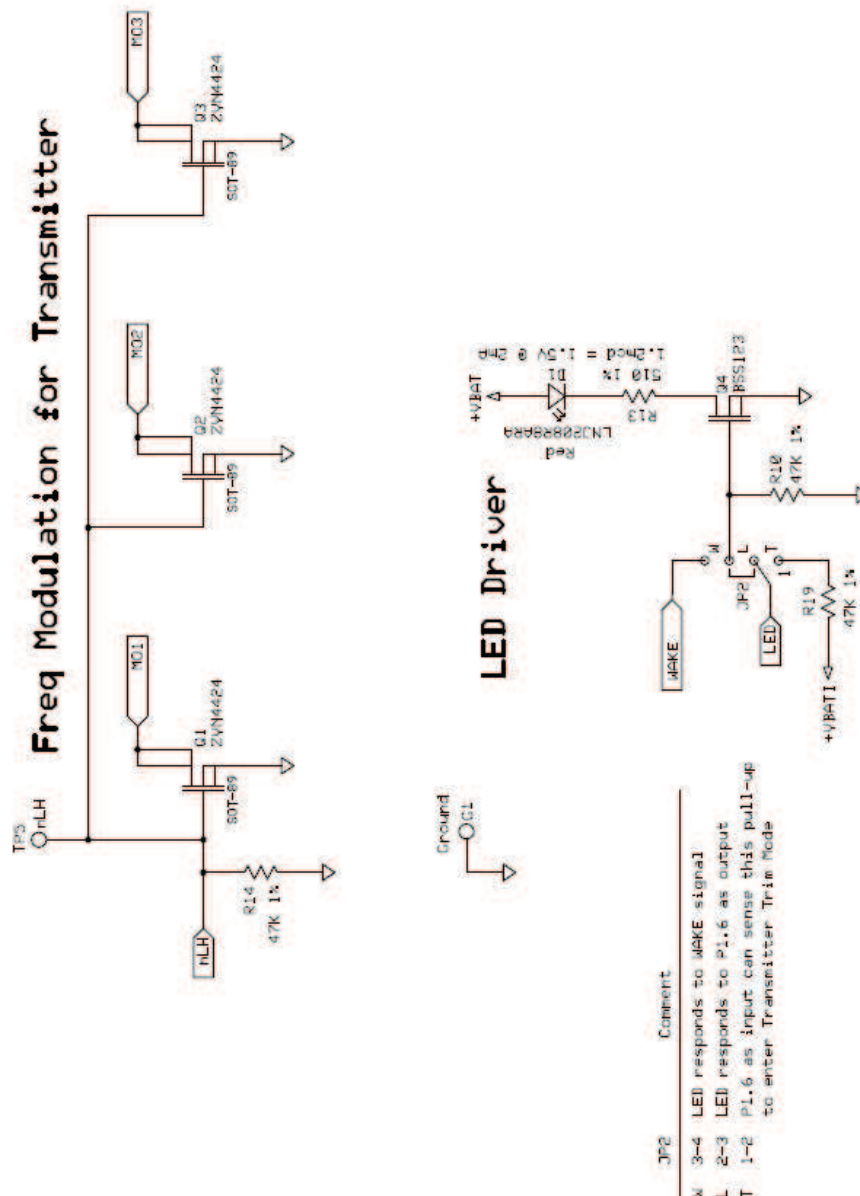 Freq Modulation for Transmitter
TP5
nLH
MO1
MO2
MO3
Q1
ZVN4424
SOT-89
Q2
ZVN4424
SOT-89
Q3
ZVN4424
SOT-89
nLH
R14
47K 1%
Ground
G1
LED Driver
+VBAT
Red
LNJ208R8ARA
D1
1.2mcd = 1.5V @ 2mA
R13
510 1%
Q4
BSS123
R10
47K 1%
WAKE
W
L
T
1
JP2
LED
R19
47K 1%
+VBATI
JP2 Comment
W 3-4 LED responds to WAKE signal
L 2-3 LED responds to P1.6 as output
T 1-2 P1.6 as input can sense this pull-up
to enter Transmitter Trim Mode